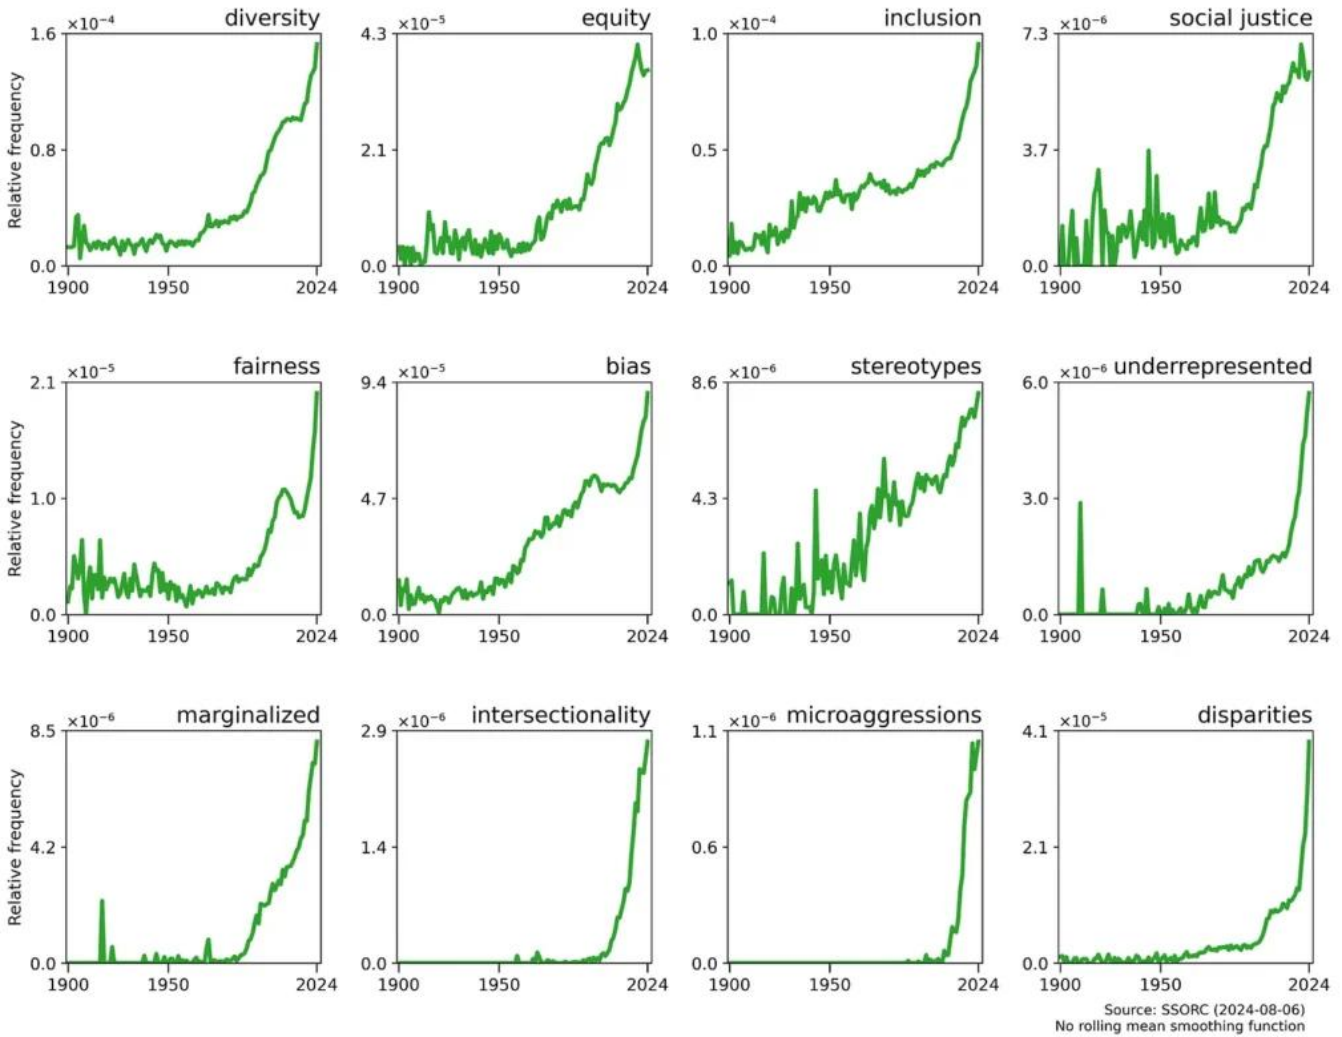 ×10⁻⁴ diversity
×10⁻⁵ equity
×10⁻⁴ inclusion
×10⁻⁶ social justice
1.6 4.3 1.0 7.3
Relative frequency
0.8 2.1 0.5 3.7
0.0 0.0 0.0 0.0
1900 1950 2024 1900 1950 2024 1900 1950 2024 1900 1950 2024
×10⁻⁵ fairness
×10⁻⁵ bias
×10⁻⁶ stereotypes
×10⁻⁶ underrepresented
2.1 9.4 8.6 6.0
Relative frequency
1.0 4.7 4.3 3.0
0.0 0.0 0.0 0.0
1900 1950 2024 1900 1950 2024 1900 1950 2024 1900 1950 2024
×10⁻⁶ marginalized
×10⁻⁶ intersectionality
×10⁻⁶ microaggressions
×10⁻⁵ disparities
8.5 2.9 1.1 4.1
Relative frequency
4.2 1.4 0.6 2.1
0.0 0.0 0.0 0.0
1900 1950 2024 1900 1950 2024 1900 1950 2024 1900 1950 2024
Source: SSORC (2024-08-06)
No rolling mean smoothing function